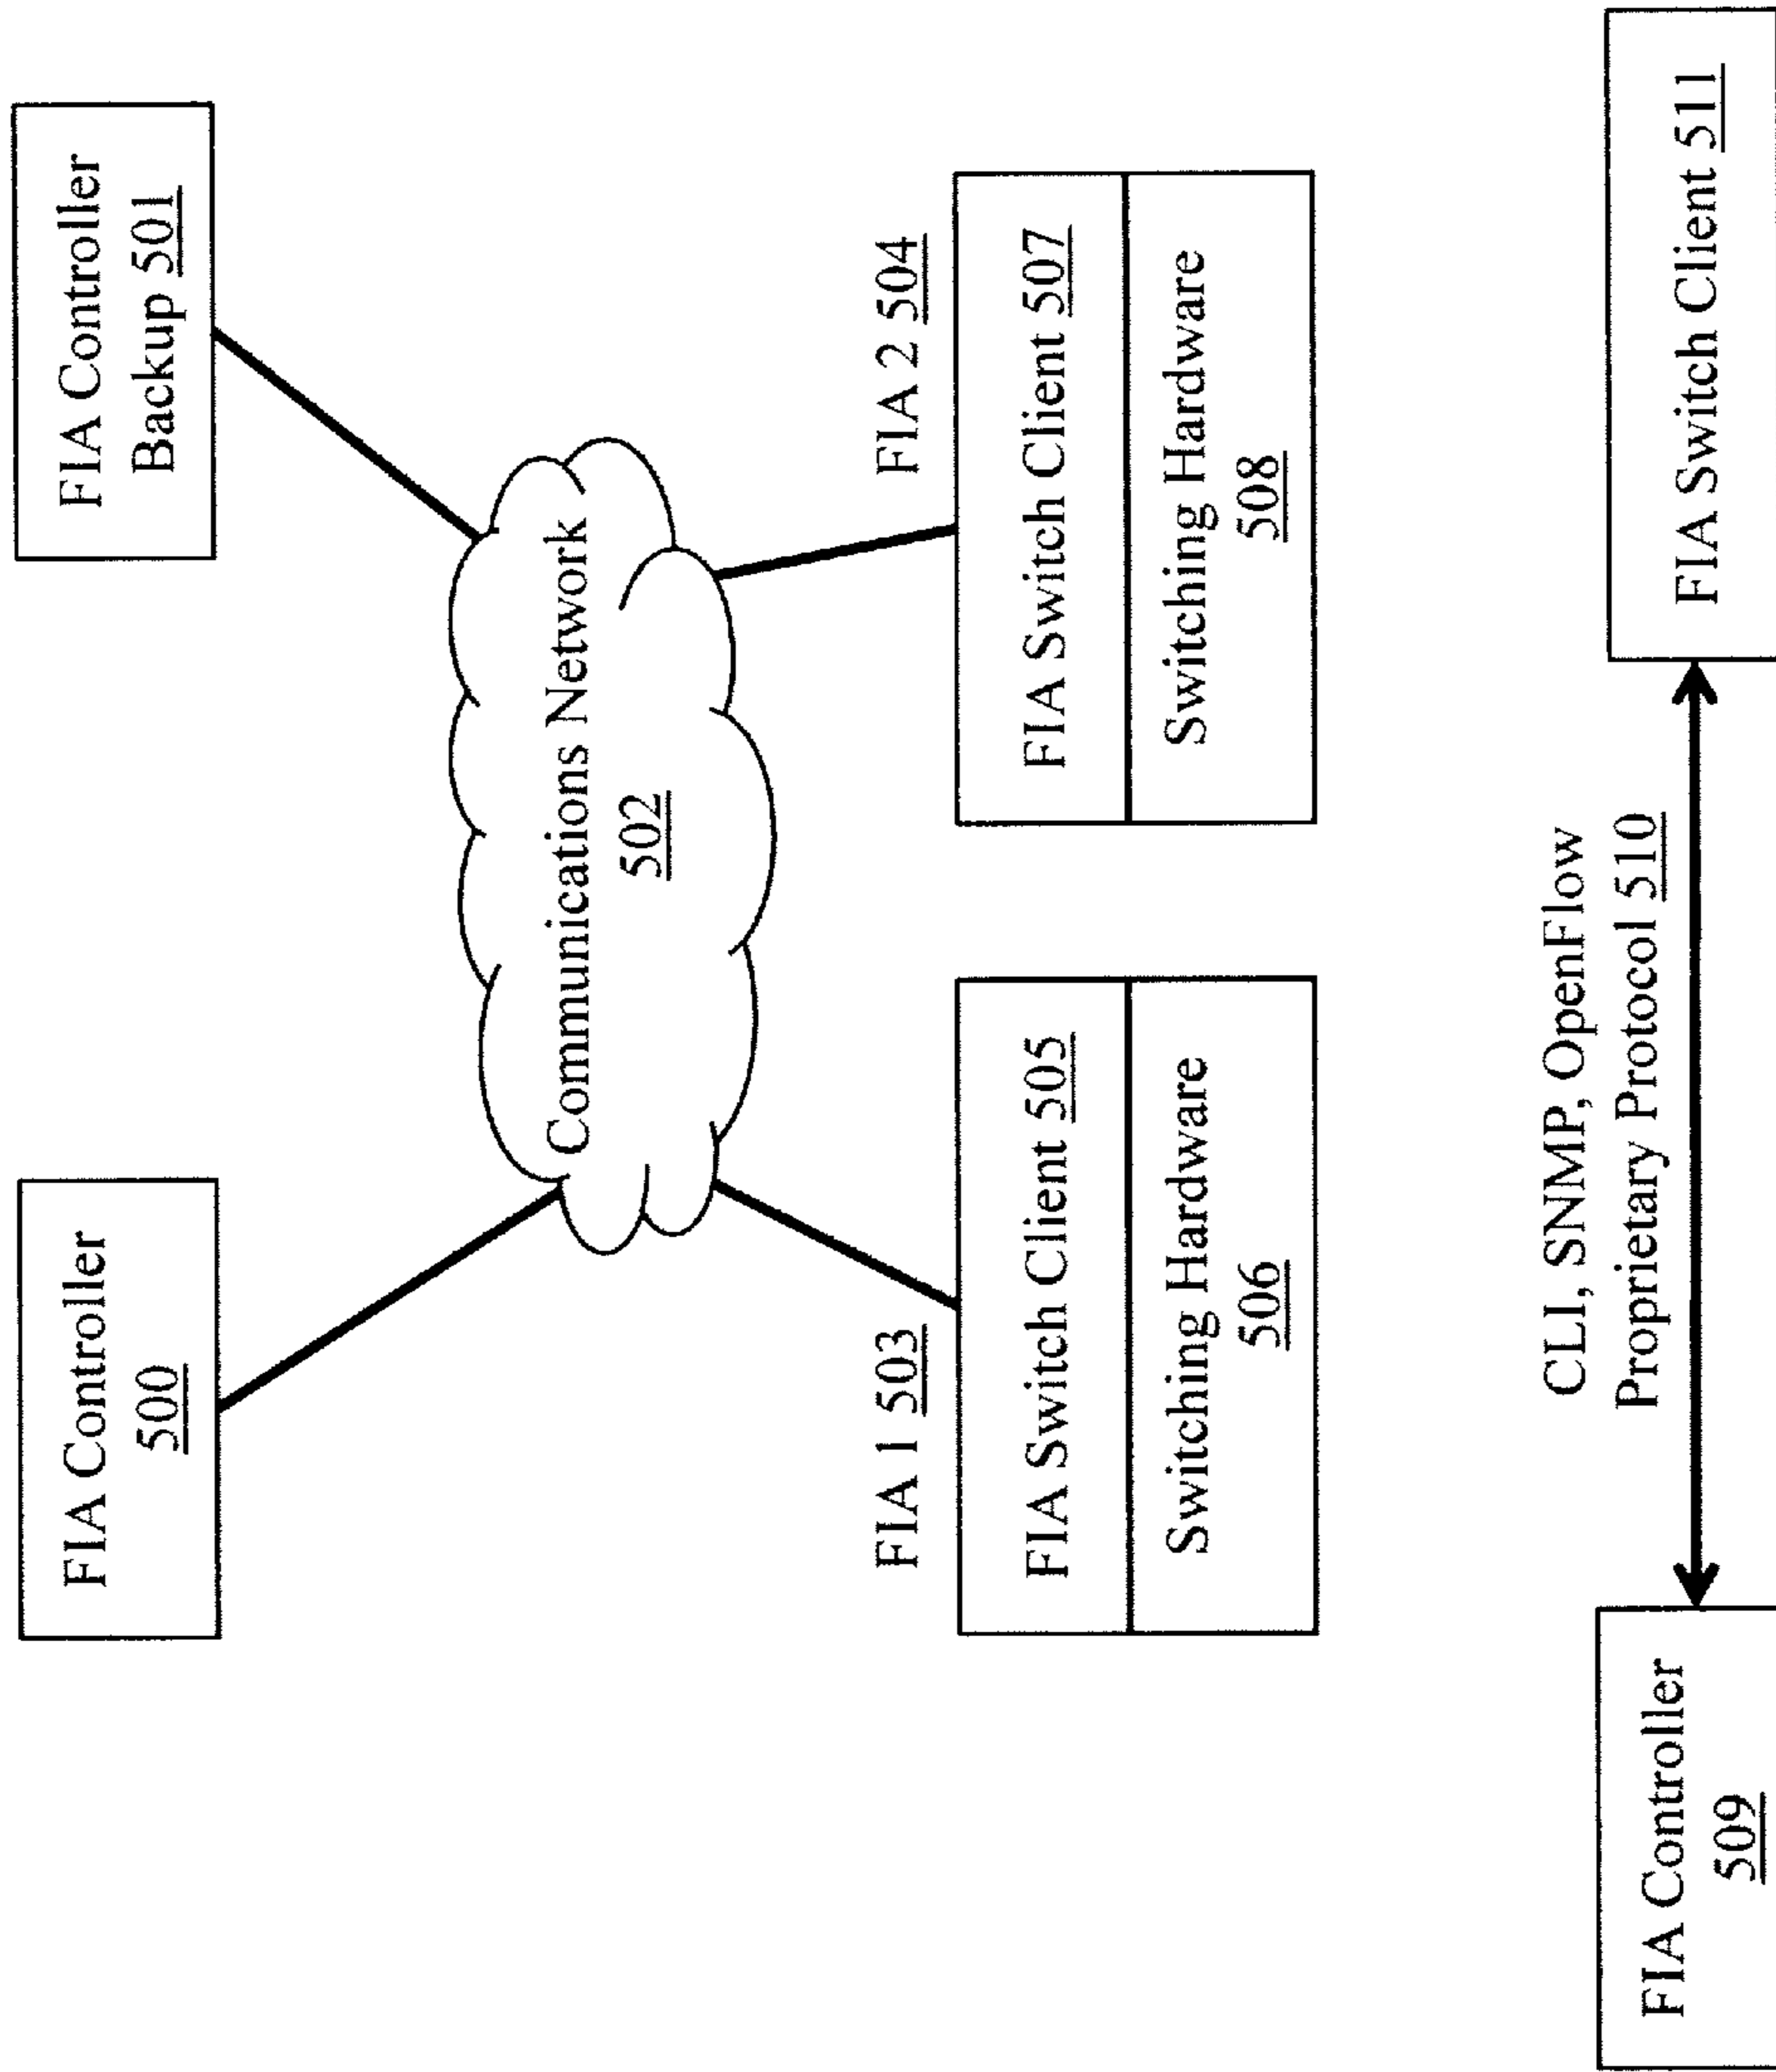 FIA Controller
500
FIA Controller
Backup 501
Communications Network
502
FIA 1 503
FIA 2 504
FIA Switch Client 505
Switching Hardware
506
FIA Switch Client 507
Switching Hardware
508
CLI, SNMP, OpenFlow
Proprietary Protocol 510
FIA Controller
509
FIA Switch Client 511